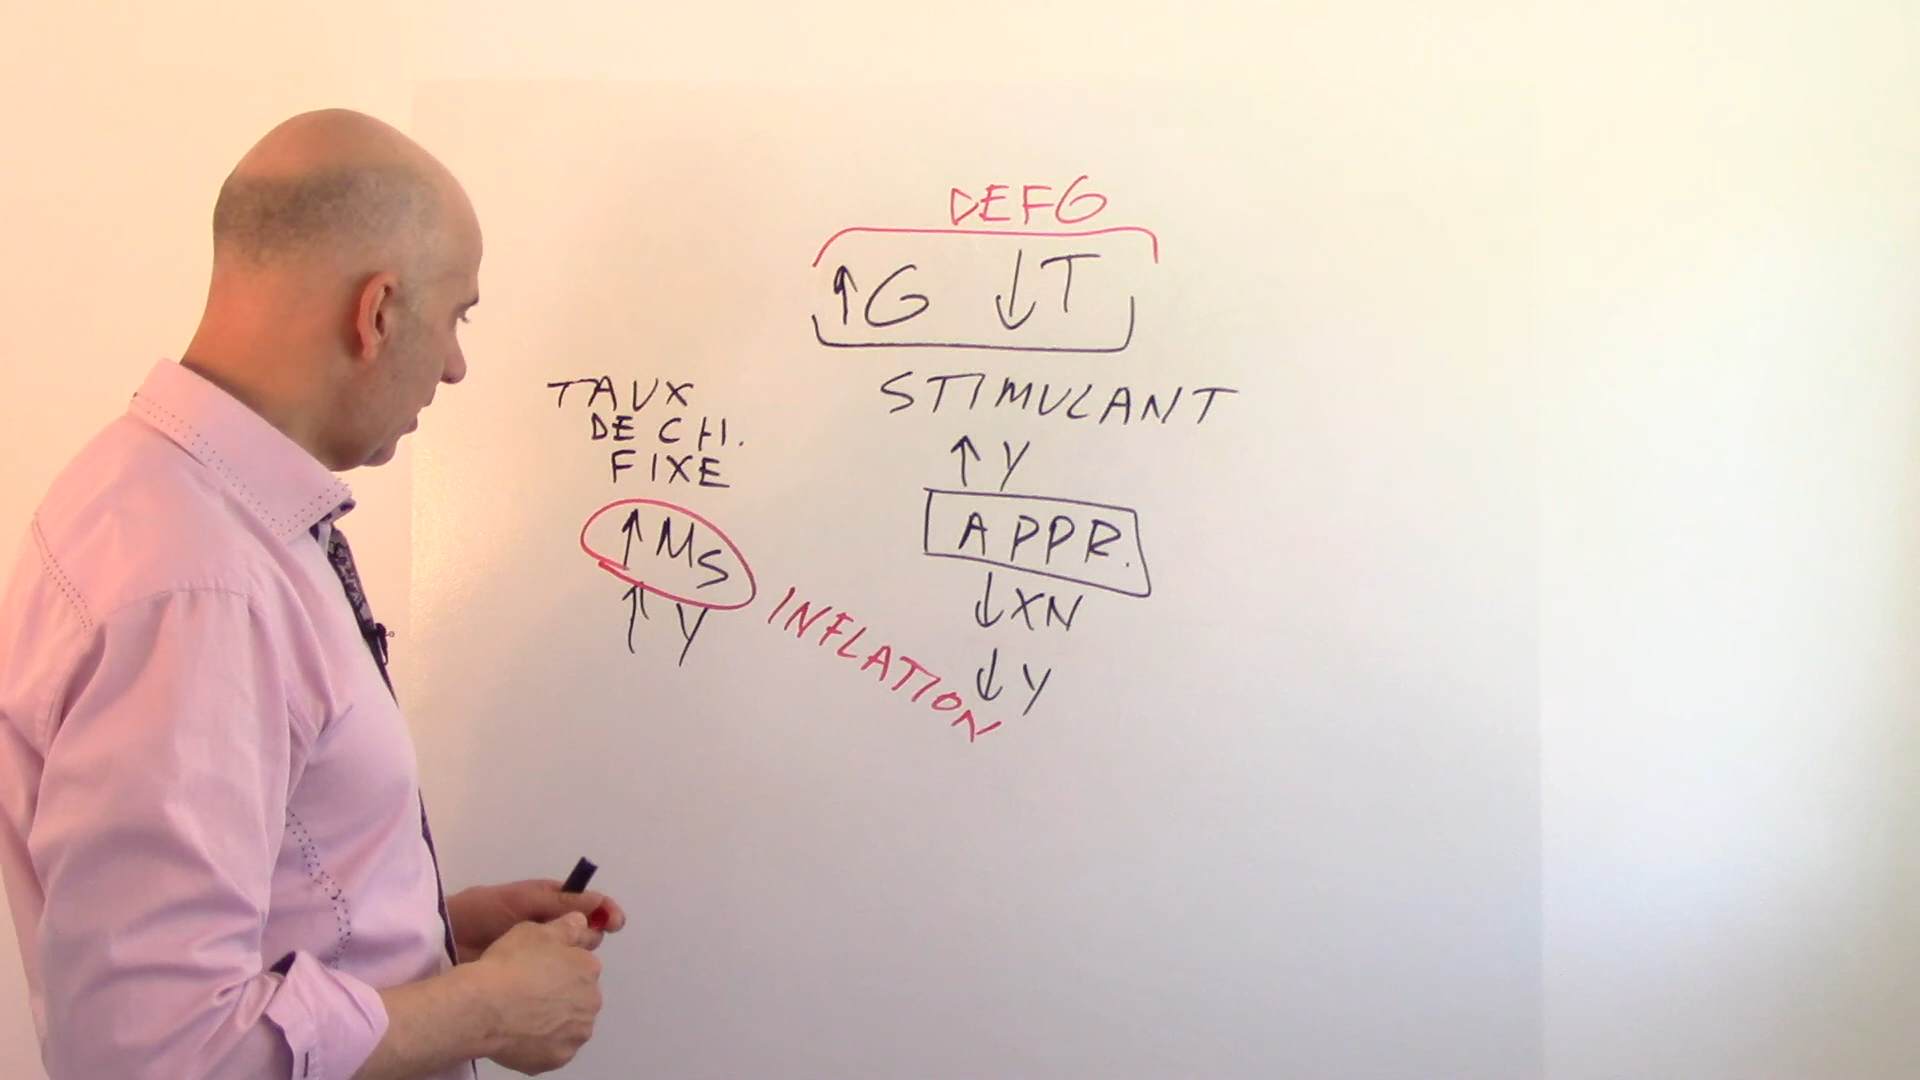 DEFG
↑G ↓T
STIMULANT
↑Y
APPR.
↓XN
↓Y
TAUX
DE CH.
FIXE
↑MS
↑Y
INFLATION